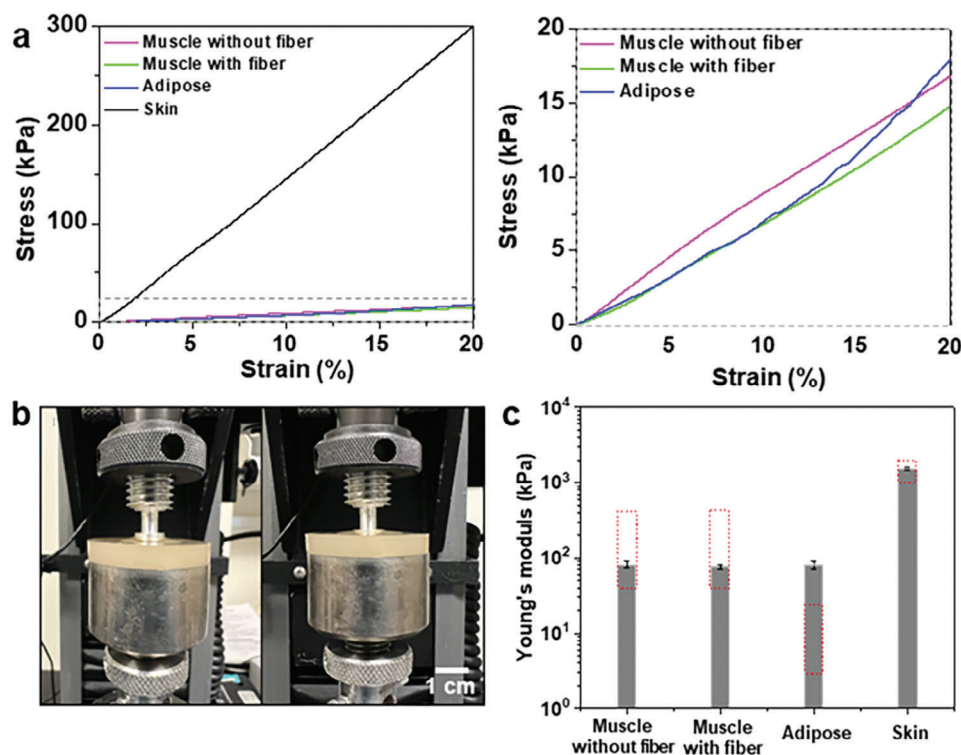 a
300
200
100
0
Stress (kPa)
Muscle without fiber
Muscle with fiber
Adipose
Skin
0 5 10 15 20
Strain (%)
20
15
10
5
0
Stress (kPa)
Muscle without fiber
Muscle with fiber
Adipose
0 5 10 15 20
Strain (%)
b
1 cm
c
10⁴
10³
10²
10¹
10⁰
Young's moduls (kPa)
Muscle without fiber
Muscle with fiber
Adipose
Skin